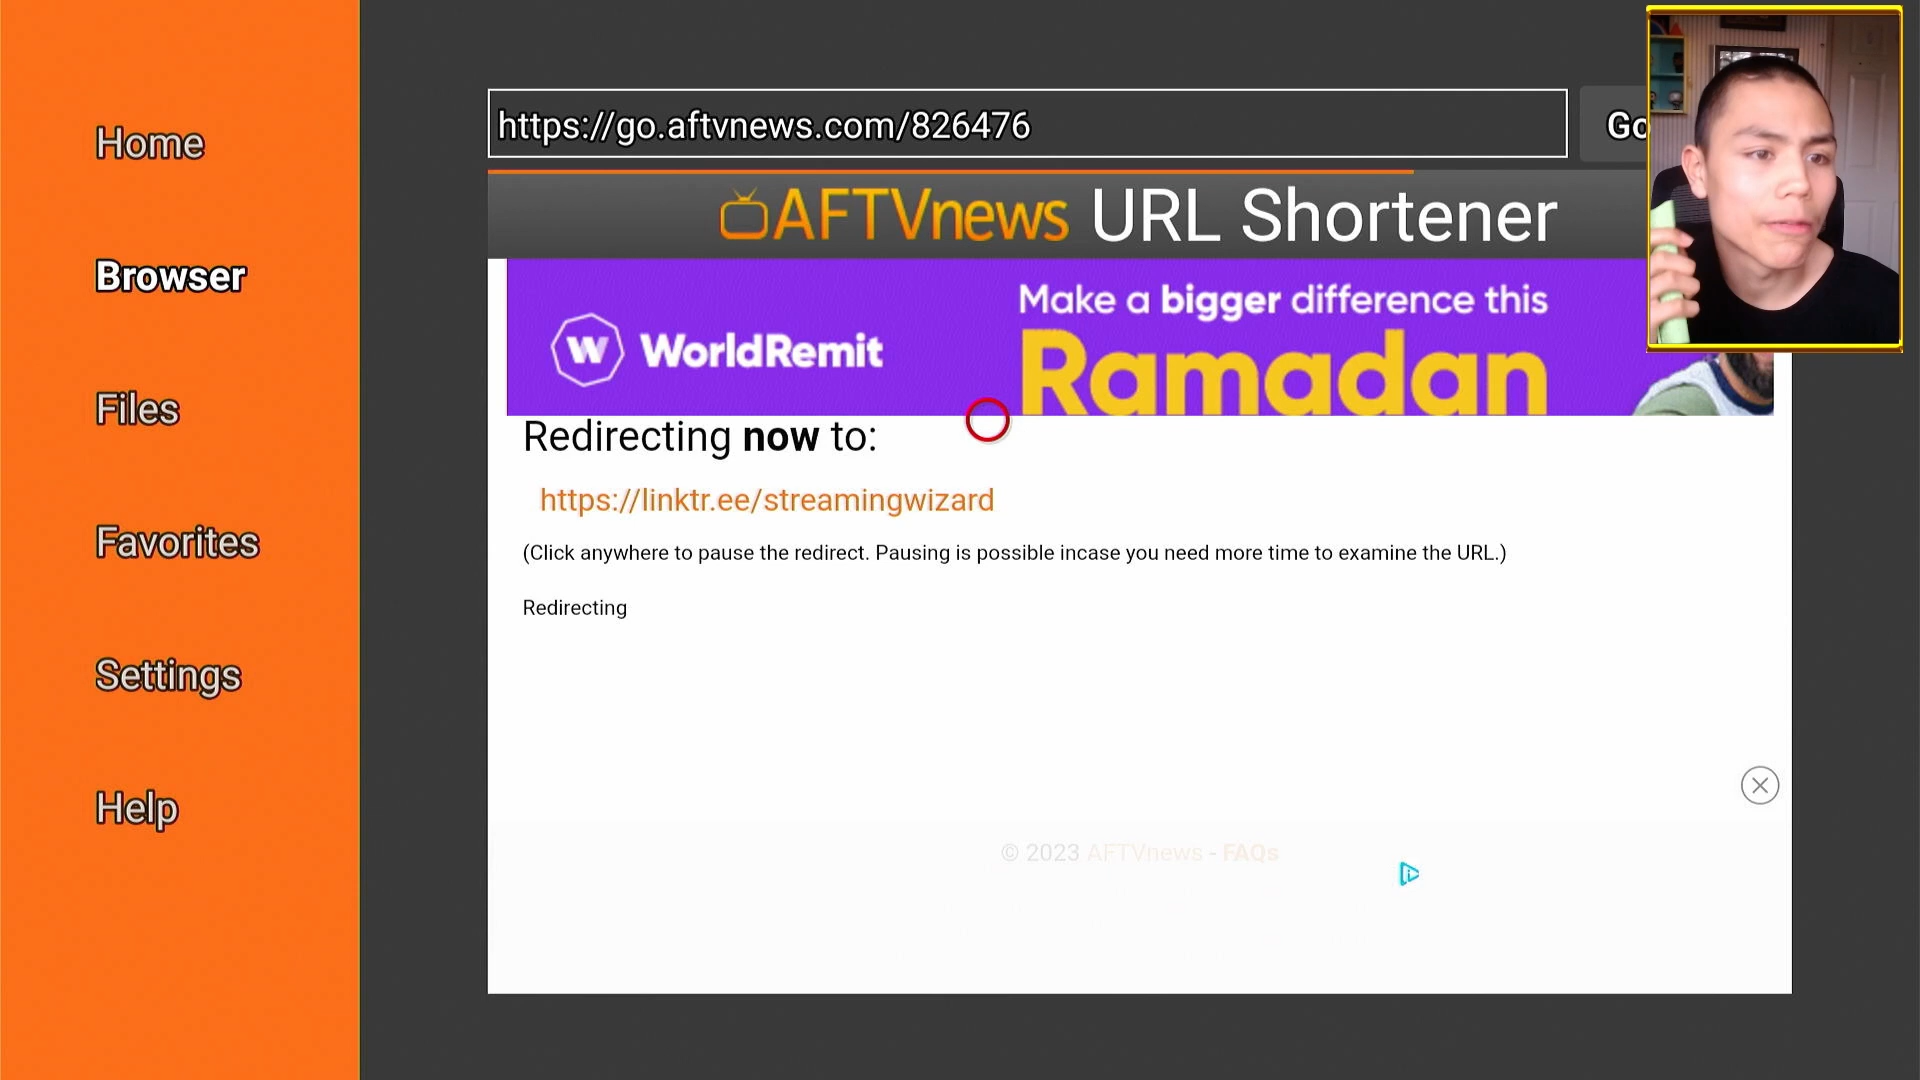 Home
Browser
Files
Favorites
Settings
Help
https://go.aftvnews.com/826476
Go
AFTVnews URL Shortener
W WorldRemit
Make a bigger difference this
Ramadan
Redirecting now to:
https://linktr.ee/streamingwizard
(Click anywhere to pause the redirect. Pausing is possible incase you need more time to examine the URL.)
Redirecting
© 2023 AFTVnews - FAQs